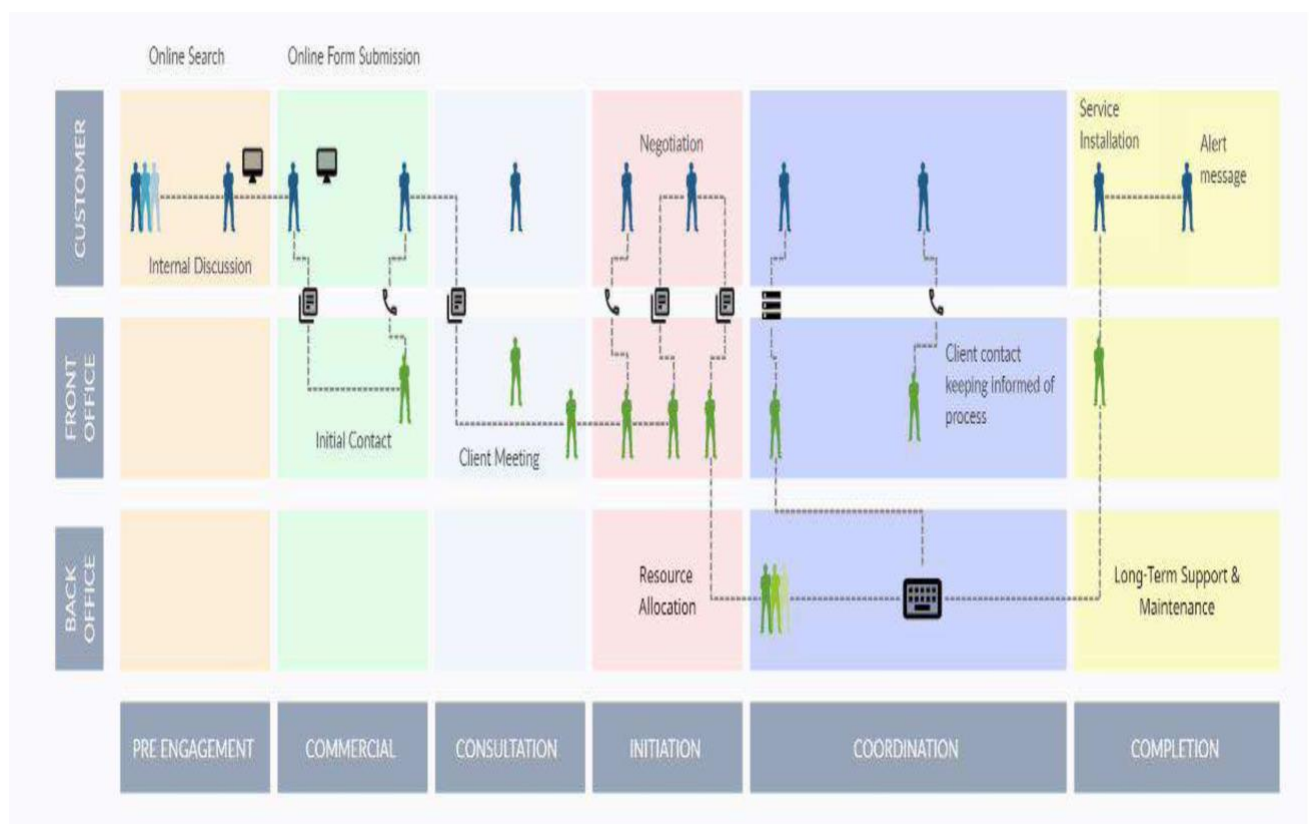 Online Search
Online Form Submission
CUSTOMER
Internal Discussion
Negotiation
Service
Installation
Alert
message
FRONT
OFFICE
Initial Contact
Client Meeting
Client contact
keeping informed of
process
BACK
OFFICE
Resource
Allocation
Long-Term Support &
Maintenance
PRE ENGAGEMENT
COMMERCIAL
CONSULTATION
INITIATION
COORDINATION
COMPLETION